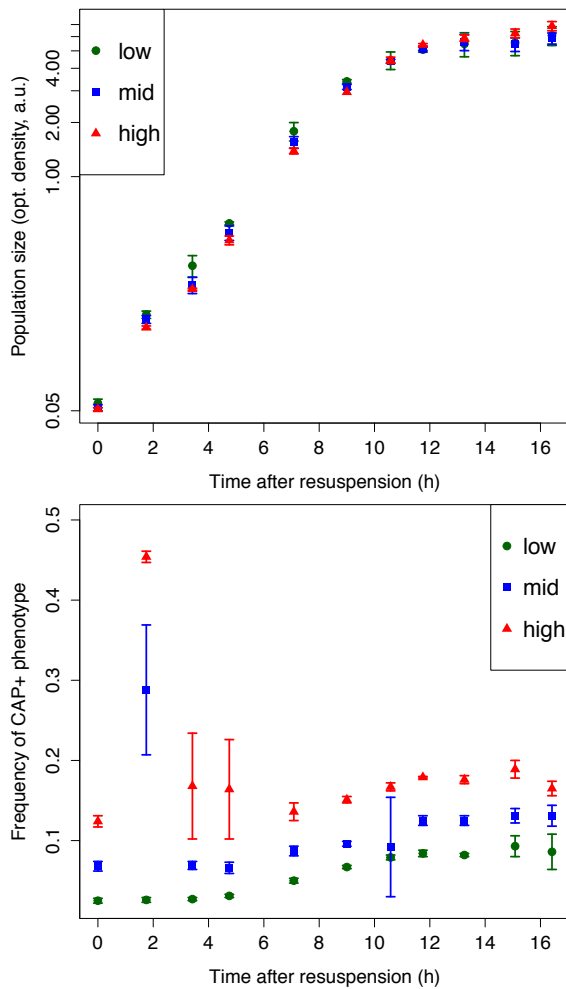 Population size (opt. density, a.u.)
4.00
2.00
1.00
0.05
low
mid
high
0 2 4 6 8 10 12 14 16
Time after resuspension (h)
Frequency of CAP+ phenotype
0.5
0.4
0.3
0.2
0.1
low
mid
high
0 2 4 6 8 10 12 14 16
Time after resuspension (h)